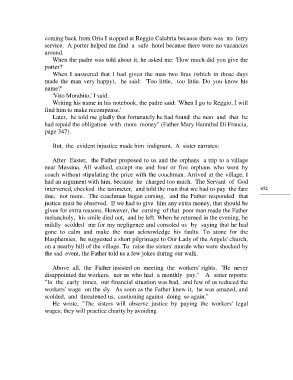 coming back from Oria I stopped at Reggio Calabria because there was no ferry
service. A porter helped me find a safe hotel because there were no vacancies
around.
When the padre was told about it, he asked me: 'How much did you give the
porter?'
When I answered that I had given the man two liras (which in those days
made the man very happy), he said: 'Too little, too little. Do you know his
name?'
'Vito Morabito,' I said.
Writing his name in his notebook, the padre said: 'When I go to Reggio, I will
find him to recompense.'
Later, he told me gladly that fortunately he had found the man and that he
had repaid the obligation with more money" (Father Mary Hannibal Di Francia,
page 347).
But, the evident injustice made him indignant. A sister narrates:
After Easter, the Father proposed to us and the orphans a trip to a village
near Messina. All walked, except me and four or five orphans who went by
coach without stipulating the price with the coachman. Arrived at the village, I
had an argument with him, because he charged too much. The Servant of God
intervened, checked the taximeter, and told the man that we had to pay the fare
due, not more. The coachman began cursing, and the Father responded that
justice must be observed. If we had to give him any extra money, that should be
given for extra reasons. However, the cursing of that poor man made the Father
melancholy, his smile died out, and he left. When he returned in the evening, he
mildly scolded me for my negligence and consoled us by saying that he had
gone to calm and make the man acknowledge his faults. To atone for the
blasphemies, he suggested a short pilgrimage to Our Lady of the Angels' church,
on a nearby hill of the village. To raise the sisters' morale who were shocked by
the sad event, the Father told us a few jokes during our walk.
652
Above all, the Father insisted on meeting the workers' rights. "He never
disappointed the workers, nor us who had a monthly pay." A sister reports:
"In the early times, our financial situation was bad, and few of us reduced the
workers' wage on the sly. As soon as the Father knew it, he was amazed, and
scolded, and threatened us, cautioning against doing so again."
He wrote, "The sisters will observe justice by paying the workers' legal
wages; they will practice charity by avoiding